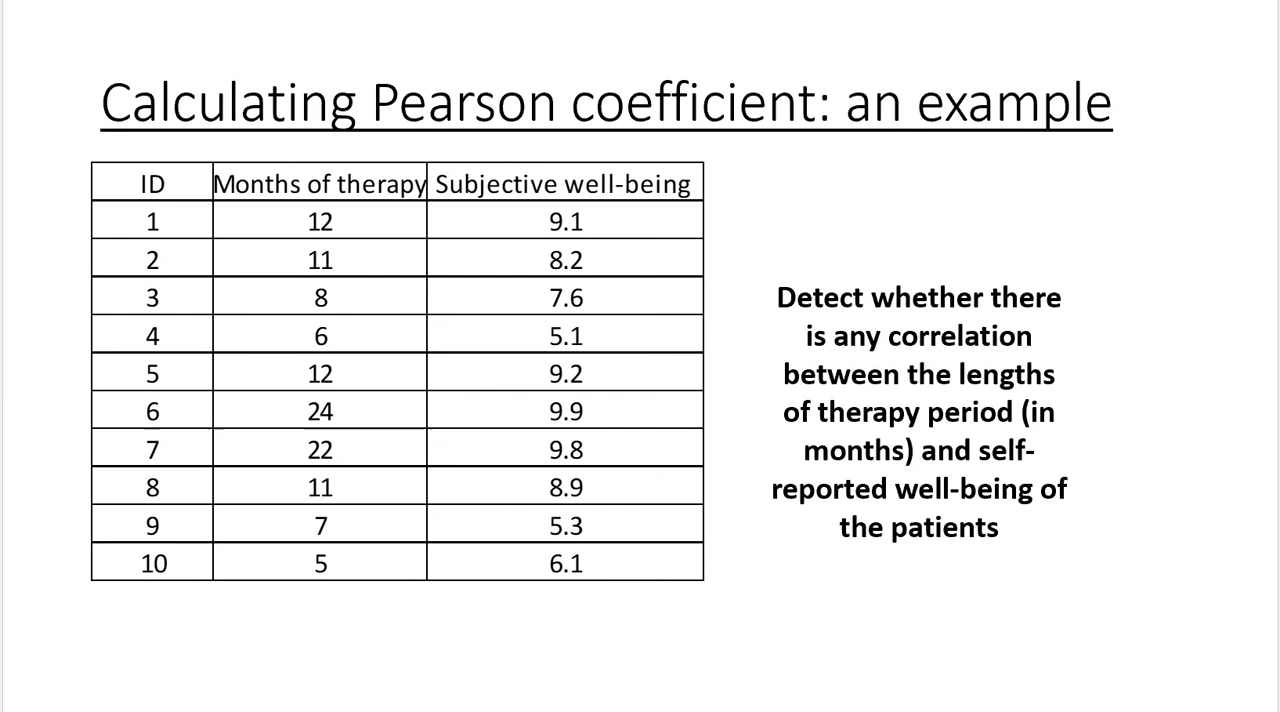 Calculating Pearson coefficient: an example
ID Months of therapy Subjective well-being
1 12 9.1
2 11 8.2
3 8 7.6
4 6 5.1
5 12 9.2
6 24 9.9
7 22 9.8
8 11 8.9
9 7 5.3
10 5 6.1
Detect whether there
is any correlation
between the lengths
of therapy period (in
months) and self-
reported well-being of
the patients